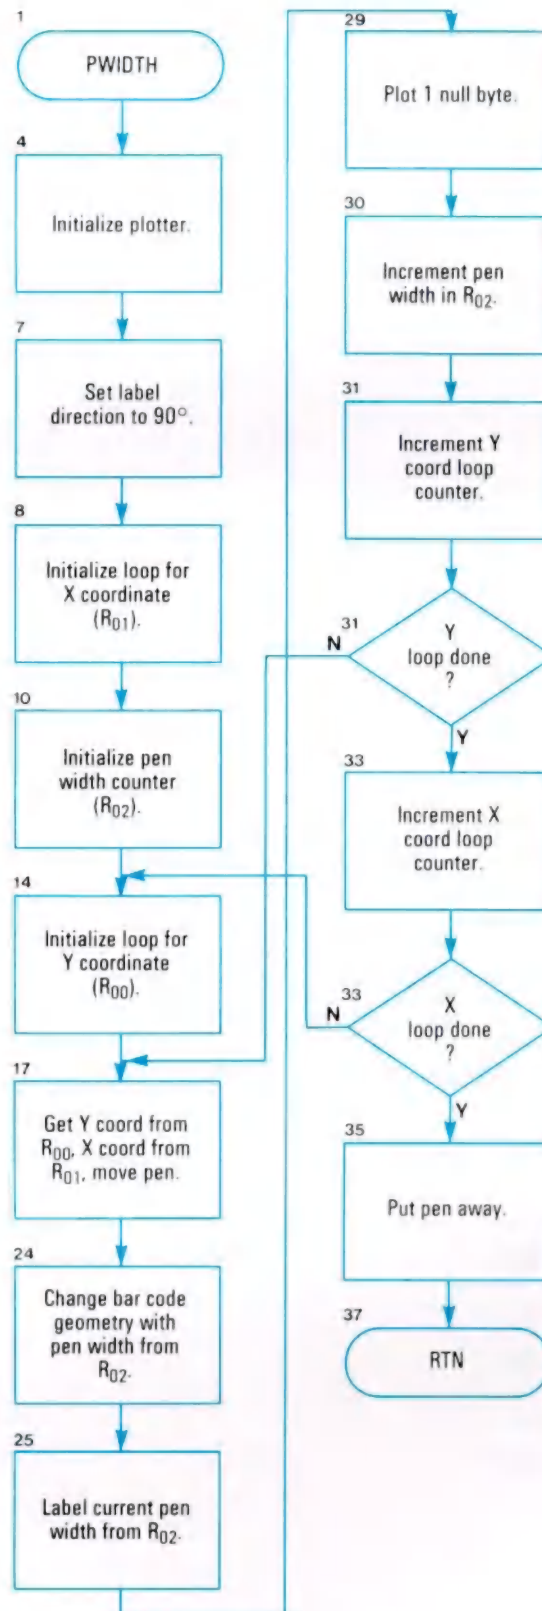 1
PWIDTH
4
Initialize plotter.
7
Set label
direction to 90°.
8
Initialize loop for
X coordinate
(R01).
10
Initialize pen
width counter
(R02).
14
Initialize loop for
Y coordinate
(R00).
17
Get Y coord from
R00, X coord from
R01, move pen.
24
Change bar code
geometry with
pen width from
R02.
25
Label current pen
width from R02.
29
Plot 1 null byte.
30
Increment pen
width in R02.
31
Increment Y
coord loop
counter.
31
N
Y
loop done
?
Y
33
Increment X
coord loop
counter.
33
N
X
loop done
?
Y
35
Put pen away.
37
RTN